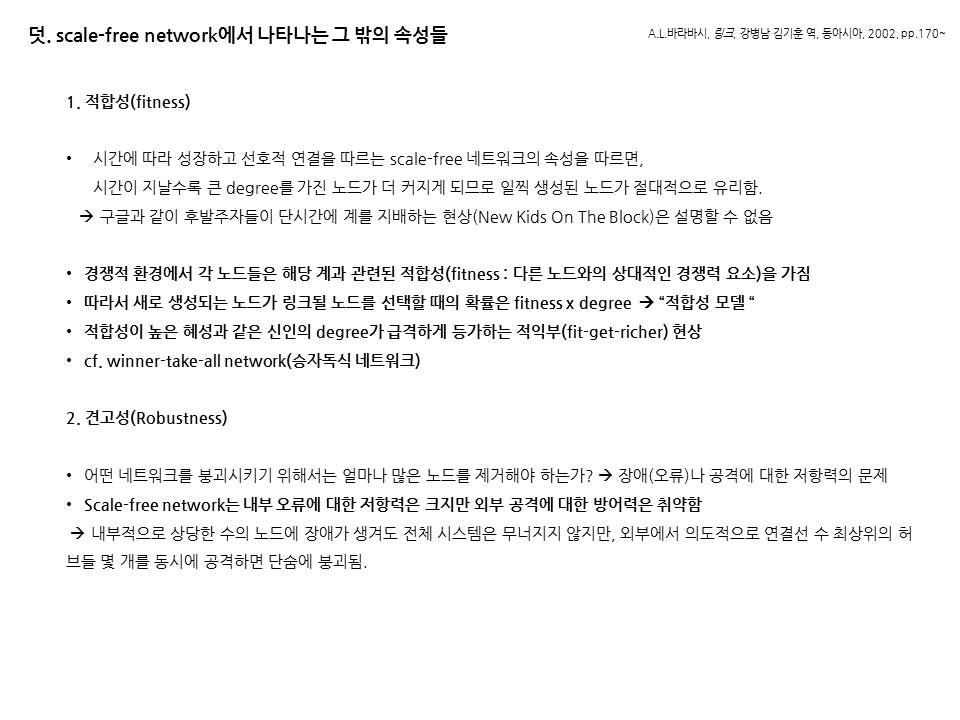 덧. scale-free network에서 나타나는 그 밖의 속성들
A.L.바라바시, 링크, 강병남 김기훈 역, 동아시아, 2002, pp.170~
1. 적합성(fitness)
• 시간에 따라 성장하고 선호적 연결을 따르는 scale-free 네트워크의 속성을 따르면,
시간이 지날수록 큰 degree를 가진 노드가 더 커지게 되므로 일찍 생성된 노드가 절대적으로 유리함.
→ 구글과 같이 후발주자들이 단시간에 계를 지배하는 현상(New Kids On The Block)은 설명할 수 없음
• 경쟁적 환경에서 각 노드들은 해당 계과 관련된 적합성(fitness : 다른 노드와의 상대적인 경쟁력 요소)을 가짐
• 따라서 새로 생성되는 노드가 링크될 노드를 선택할 때의 확률은 fitness x degree → “적합성 모델 “
• 적합성이 높은 혜성과 같은 신인의 degree가 급격하게 등가하는 적익부(fit-get-richer) 현상
• cf. winner-take-all network(승자독식 네트워크)
2. 견고성(Robustness)
• 어떤 네트워크를 붕괴시키기 위해서는 얼마나 많은 노드를 제거해야 하는가? → 장애(오류)나 공격에 대한 저항력의 문제
• Scale-free network는 내부 오류에 대한 저항력은 크지만 외부 공격에 대한 방어력은 취약함
→ 내부적으로 상당한 수의 노드에 장애가 생겨도 전체 시스템은 무너지지 않지만, 외부에서 의도적으로 연결선 수 최상위의 허
브들 몇 개를 동시에 공격하면 단숨에 붕괴됨.